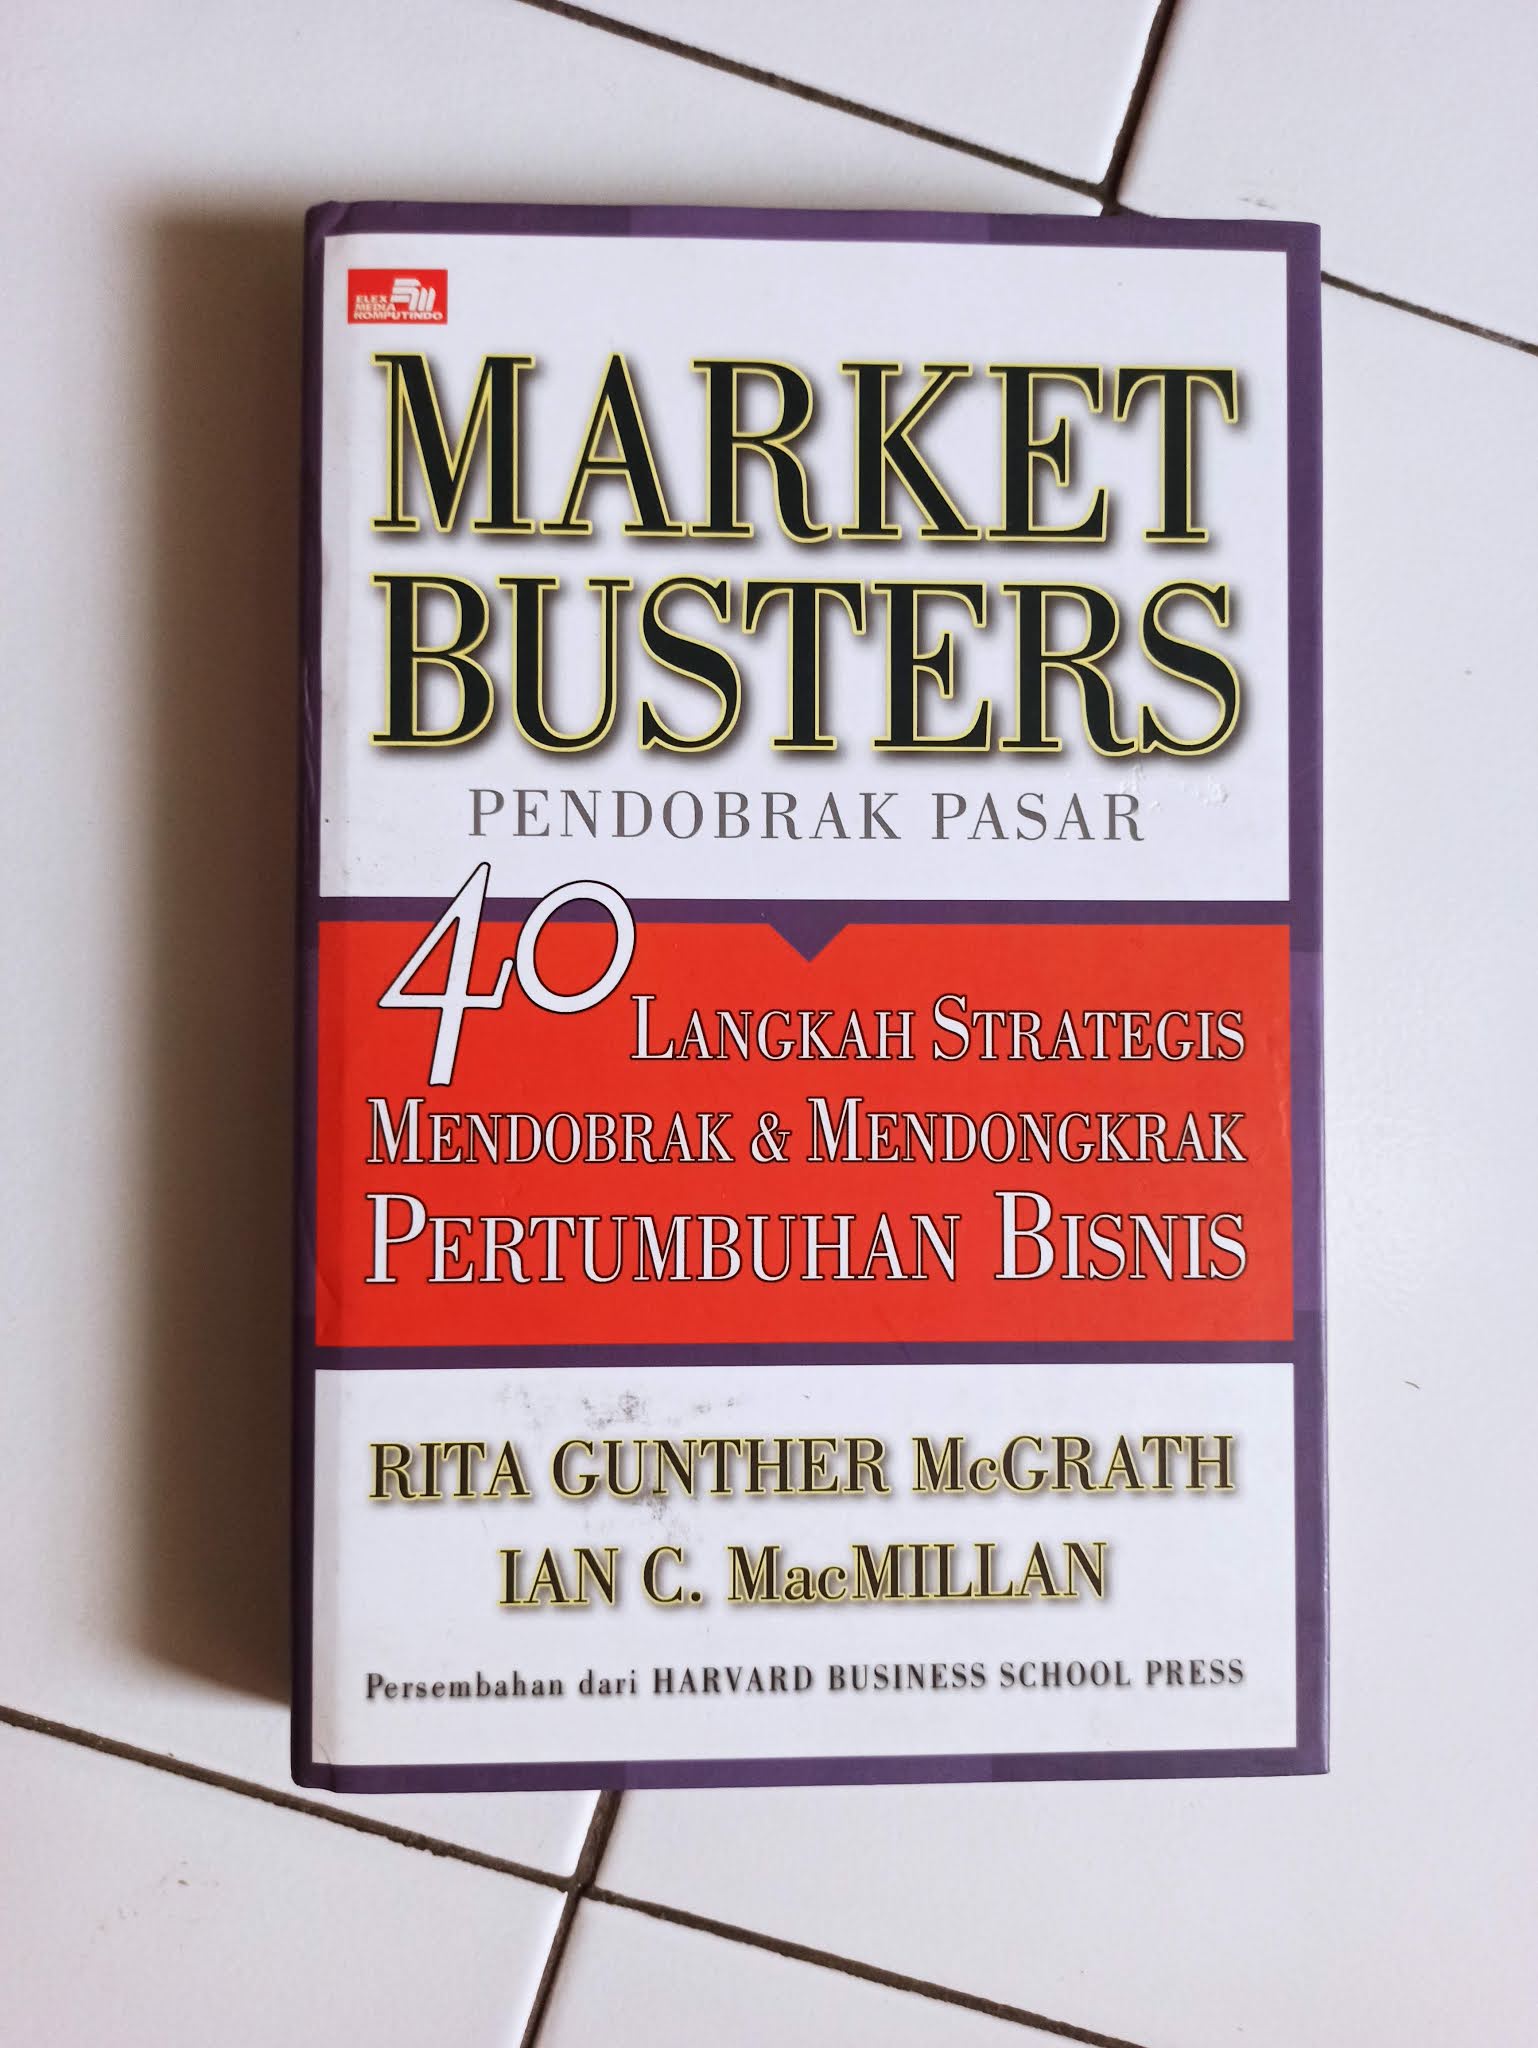 ELEX
MEDIA
KOMPUTINDO
MARKET
BUSTERS
PENDOBRAK PASAR
40 LANGKAH STRATEGIS
MENDOBRAK & MENDONGKRAK
PERTUMBUHAN BISNIS
RITA GUNTHER McGRATH
IAN C. MacMILLAN
Persembahan dari HARVARD BUSINESS SCHOOL PRESS